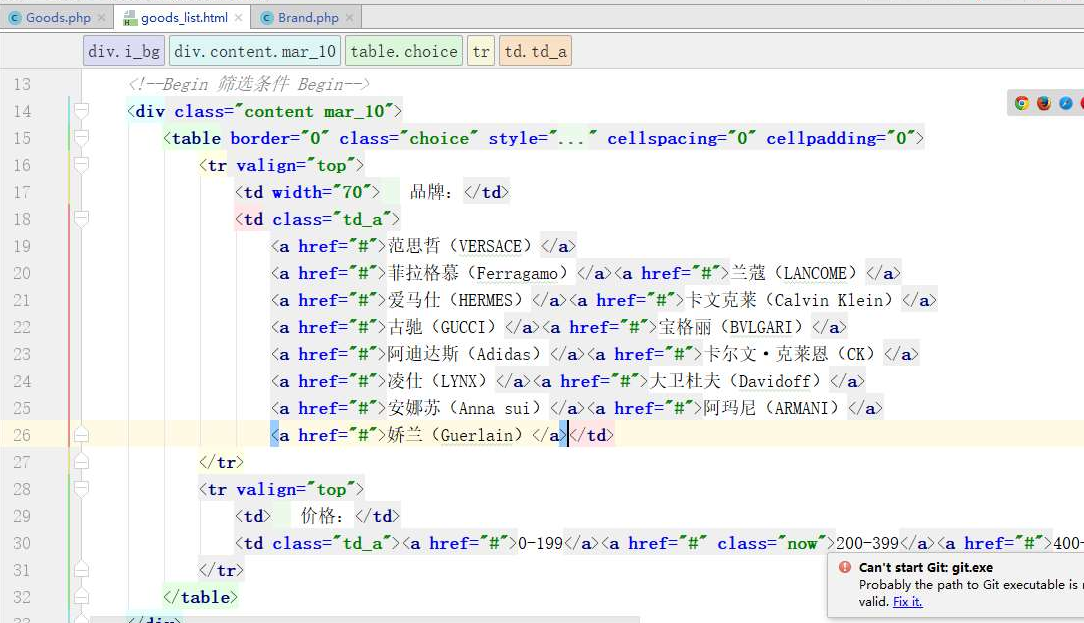 Goods.php goods_list.html Brand.php
div.i_bg div.content.mar_10 table.choice tr td.td_a
13 <!--Begin 筛选条件 Begin-->
14 <div class="content mar_10">
15 <table border="0" class="choice" style="..." cellspacing="0" cellpadding="0">
16 <tr valign="top">
17 <td width="70"> 品牌：</td>
18 <td class="td_a">
19 <a href="#">范思哲（VERSACE）</a>
20 <a href="#">菲拉格慕（Ferragamo）</a><a href="#">兰蔻（LANCOME）</a>
21 <a href="#">爱马仕（HERMES）</a><a href="#">卡文克莱（Calvin Klein）</a>
22 <a href="#">古驰（GUCCI）</a><a href="#">宝格丽（BVLGARI）</a>
23 <a href="#">阿迪达斯（Adidas）</a><a href="#">卡尔文·克莱恩（CK）</a>
24 <a href="#">凌仕（LYNX）</a><a href="#">大卫杜夫（Davidoff）</a>
25 <a href="#">安娜苏（Anna sui）</a><a href="#">阿玛尼（ARMANI）</a>
26 <a href="#">娇兰（Guerlain）</a></td>
27 </tr>
28 <tr valign="top">
29 <td> 价格：</td>
30 <td class="td_a"><a href="#">0-199</a><a href="#" class="now">200-399</a><a href="#">400-
31 </tr>
32 </table>
</div>
Can't start Git: git.exe
Probably the path to Git executable is
valid. Fix it.